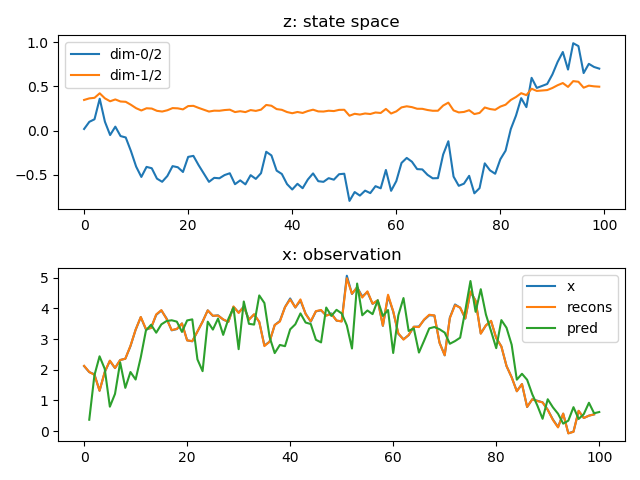 z: state space
1.0
0.5
0.0
−0.5
dim-0/2
dim-1/2
0 20 40 60 80 100
x: observation
5
4
3
2
1
0
x
recons
pred
0 20 40 60 80 100